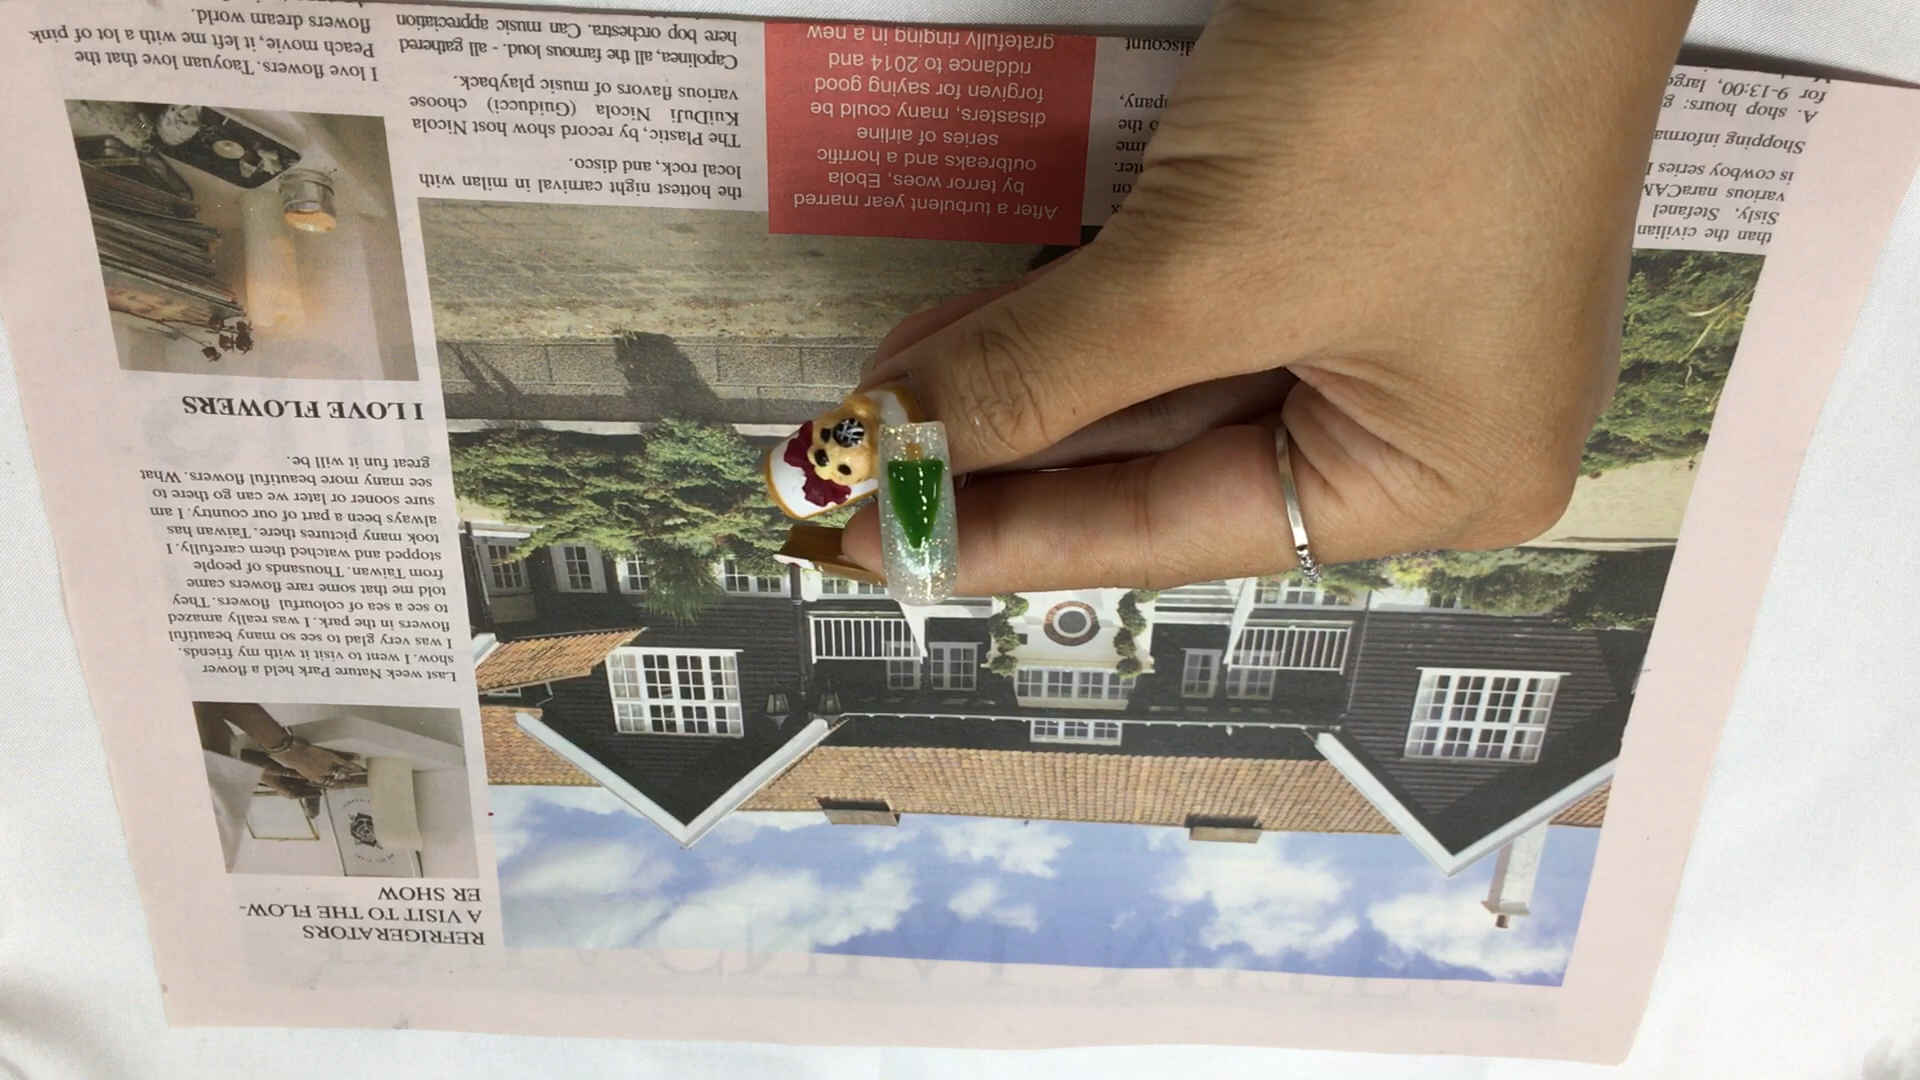 REFRIGERATORS
A VISIT TO THE FLOW-
ER SHOW
Last week Nature Park held a flower
show. I went to visit it with my friends.
I was very glad to see so many beautiful
flowers in the park. I was really amazed
to see a sea of colourful flowers. They
told me that some rare flowers came
from Taiwan. Thousands of people
stopped and watched them carefully. I
took many pictures there. Taiwan has
always been a part of our country. I am
sure sooner or later we can go there to
see many more beautiful flowers. What
great fun it will be.
I LOVE FLOWERS
I love flowers. Taoyuan love that the
Peach movie, it left me with a lot of pink
flowers dream world.
the hottest night carnival in milan with
local rock, and disco.
The Plastic, by record show host Nicola
KuiDuJi Nicola (Guiducci) choose
various flavors of music playback.
Capolinea, all the famous loud. - all gathered
here bop orchestra. Can music appreciation
After a turbulent year marred
by terror woes, Ebola
outbreaks and a horrific
series of airline
disasters, many could be
forgiven for saying good
riddance to 2014 and
gratefully ringing in a new
on
the
discount
than the civilian
Sisly, Stefanel
various naraCAM
is cowboy series
Shopping informa
A. shop hours: g
for 9-13:00, large